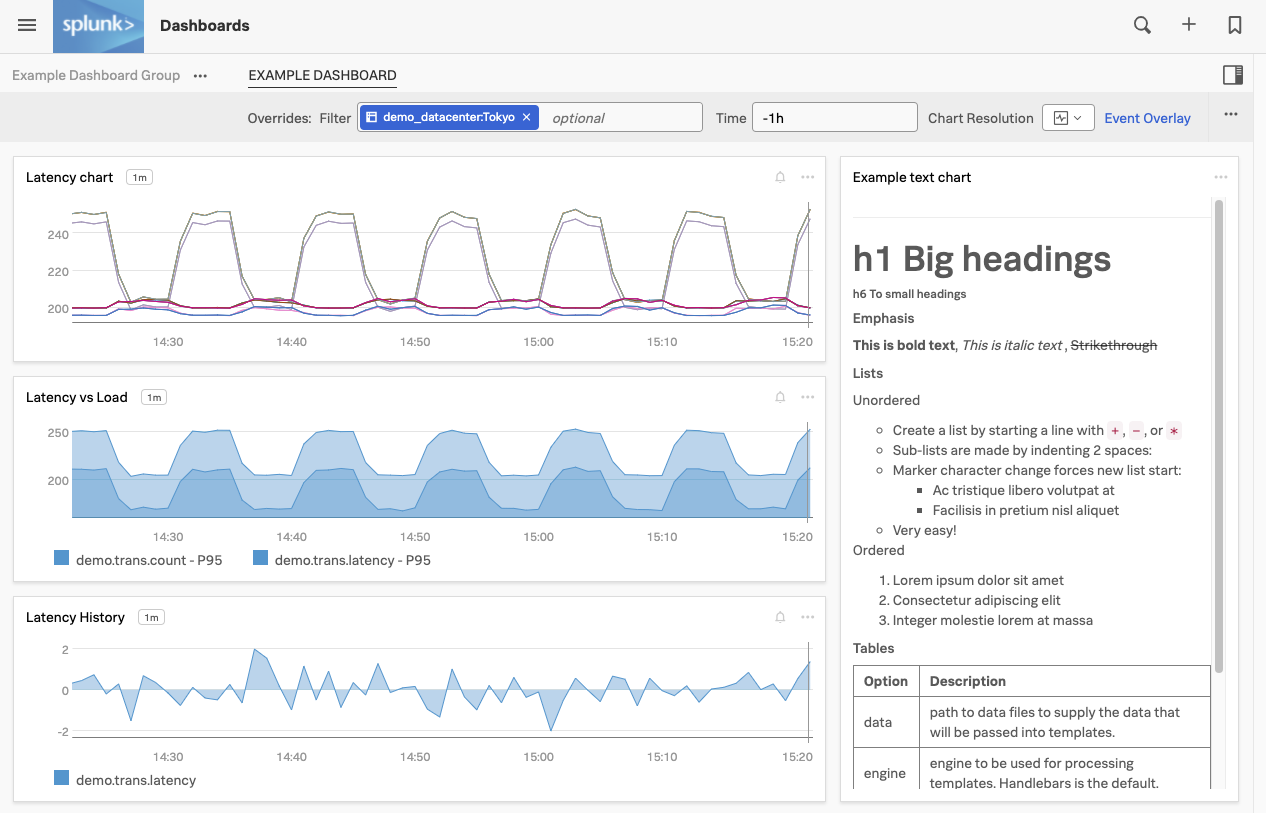 splunk> Dashboards
Example Dashboard Group ••• EXAMPLE DASHBOARD
Overrides: Filter demo_datacenter:Tokyo × optional Time -1h Chart Resolution Event Overlay
Latency chart 1m
240
220
200
14:30 14:40 14:50 15:00 15:10 15:20
Latency vs Load 1m
250
200
14:30 14:40 14:50 15:00 15:10 15:20
demo.trans.count - P95 demo.trans.latency - P95
Latency History 1m
2
0
-2
14:30 14:40 14:50 15:00 15:10 15:20
demo.trans.latency
Example text chart
h1 Big headings
h6 To small headings
Emphasis
This is bold text, This is italic text , Strikethrough
Lists
Unordered
Create a list by starting a line with +, -, or *
Sub-lists are made by indenting 2 spaces:
Marker character change forces new list start:
Ac tristique libero volutpat at
Facilisis in pretium nisl aliquet
Very easy!
Ordered
1. Lorem ipsum dolor sit amet
2. Consectetur adipiscing elit
3. Integer molestie lorem at massa
Tables
Option Description
data path to data files to supply the data that
will be passed into templates.
engine engine to be used for processing
templates. Handlebars is the default.